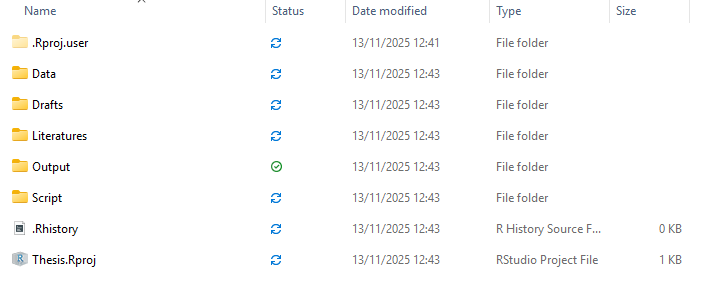 Name Status Date modified Type Size
.Rproj.user 13/11/2025 12:41 File folder
Data 13/11/2025 12:43 File folder
Drafts 13/11/2025 12:43 File folder
Literatures 13/11/2025 12:43 File folder
Output 13/11/2025 12:43 File folder
Script 13/11/2025 12:43 File folder
.Rhistory 13/11/2025 12:43 R History Source F... 0 KB
Thesis.Rproj 13/11/2025 12:43 RStudio Project File 1 KB